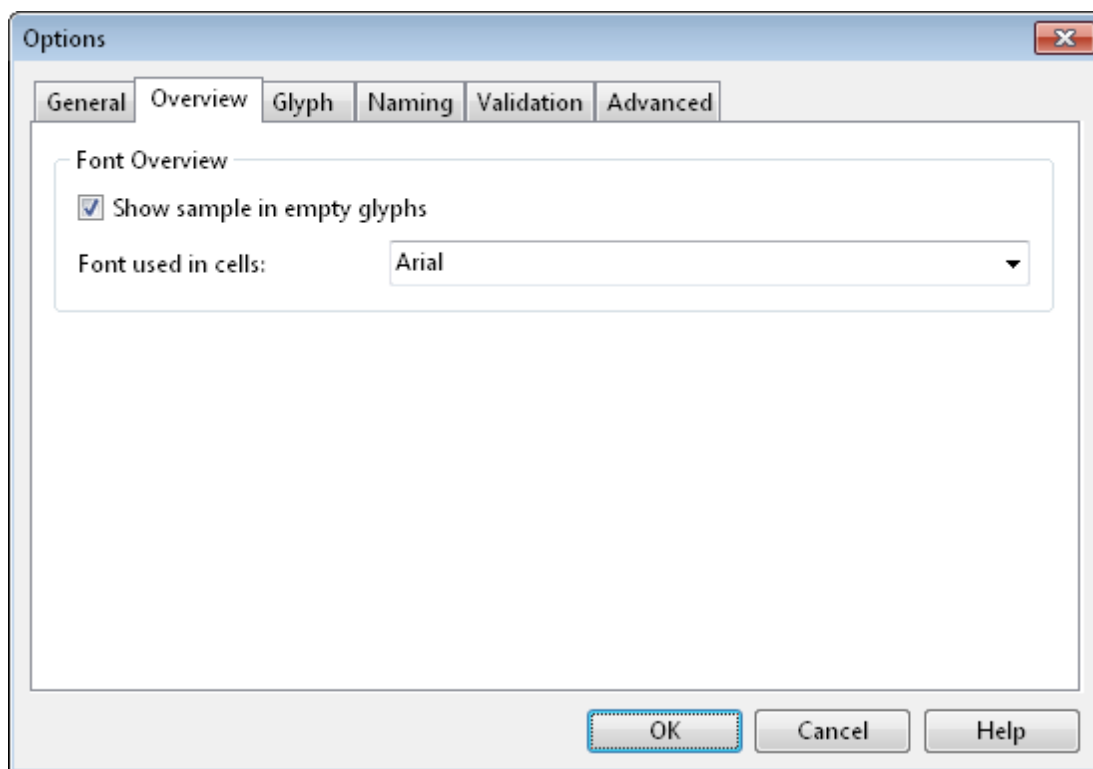 Options
General Overview Glyph Naming Validation Advanced
Font Overview
Show sample in empty glyphs
Font used in cells: Arial
OK Cancel Help